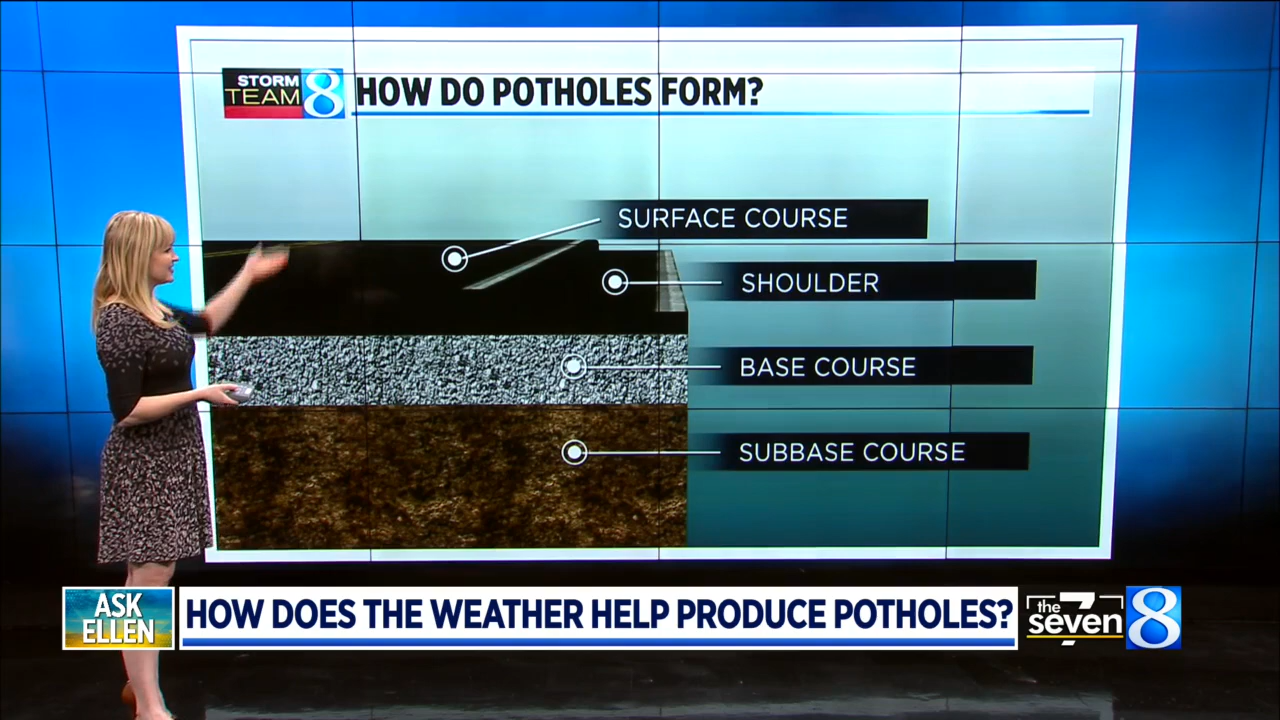 STORM
TEAM 8
HOW DO POTHOLES FORM?
SURFACE COURSE
SHOULDER
BASE COURSE
SUBBASE COURSE
ASK
ELLEN
HOW DOES THE WEATHER HELP PRODUCE POTHOLES?
the 7
seven
8